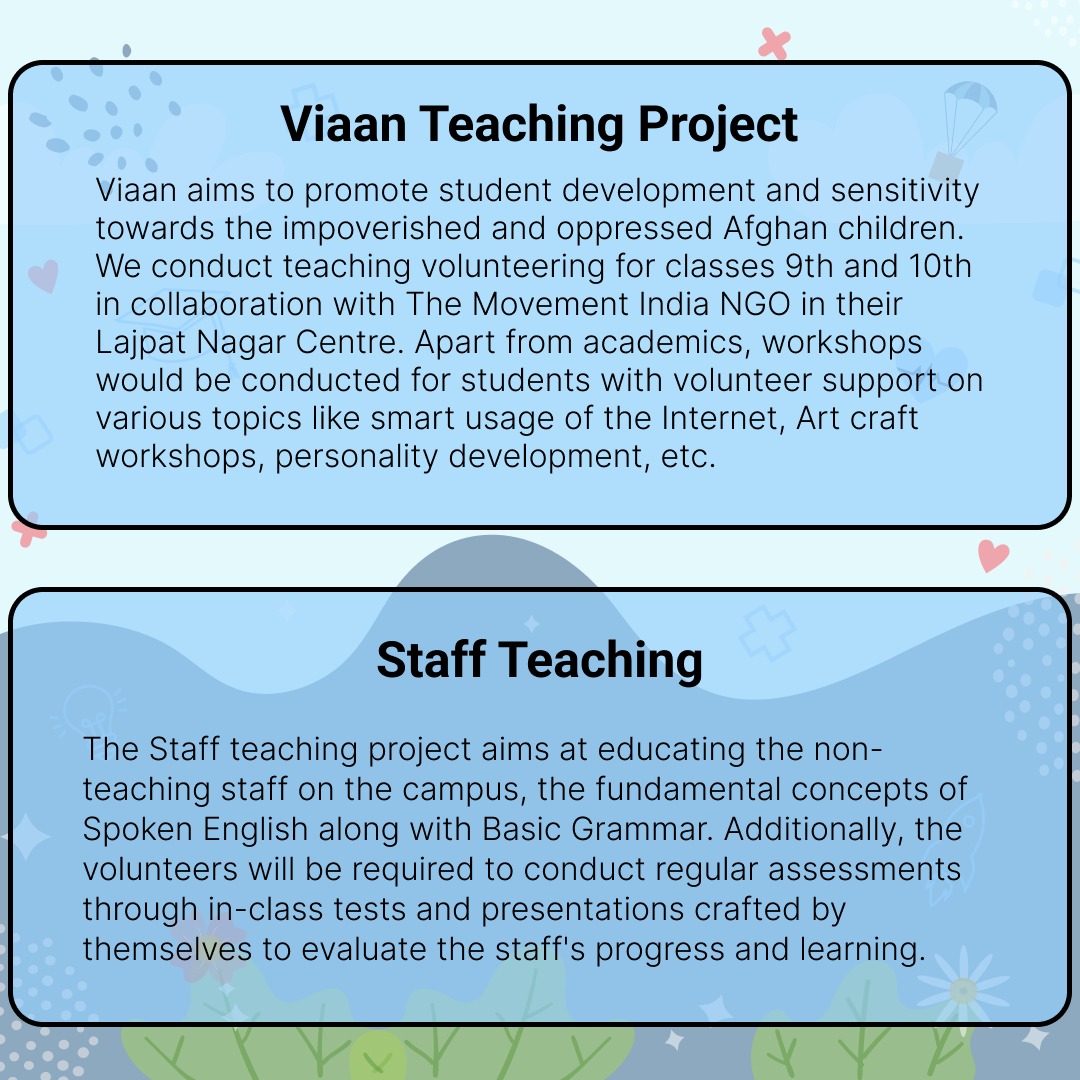 Viaan Teaching Project
Viaan aims to promote student development and sensitivity
towards the impoverished and oppressed Afghan children.
We conduct teaching volunteering for classes 9th and 10th
in collaboration with The Movement India NGO in their
Lajpat Nagar Centre. Apart from academics, workshops
would be conducted for students with volunteer support on
various topics like smart usage of the Internet, Art craft
workshops, personality development, etc.
Staff Teaching
The Staff teaching project aims at educating the non-
teaching staff on the campus, the fundamental concepts of
Spoken English along with Basic Grammar. Additionally, the
volunteers will be required to conduct regular assessments
through in-class tests and presentations crafted by
themselves to evaluate the staff's progress and learning.